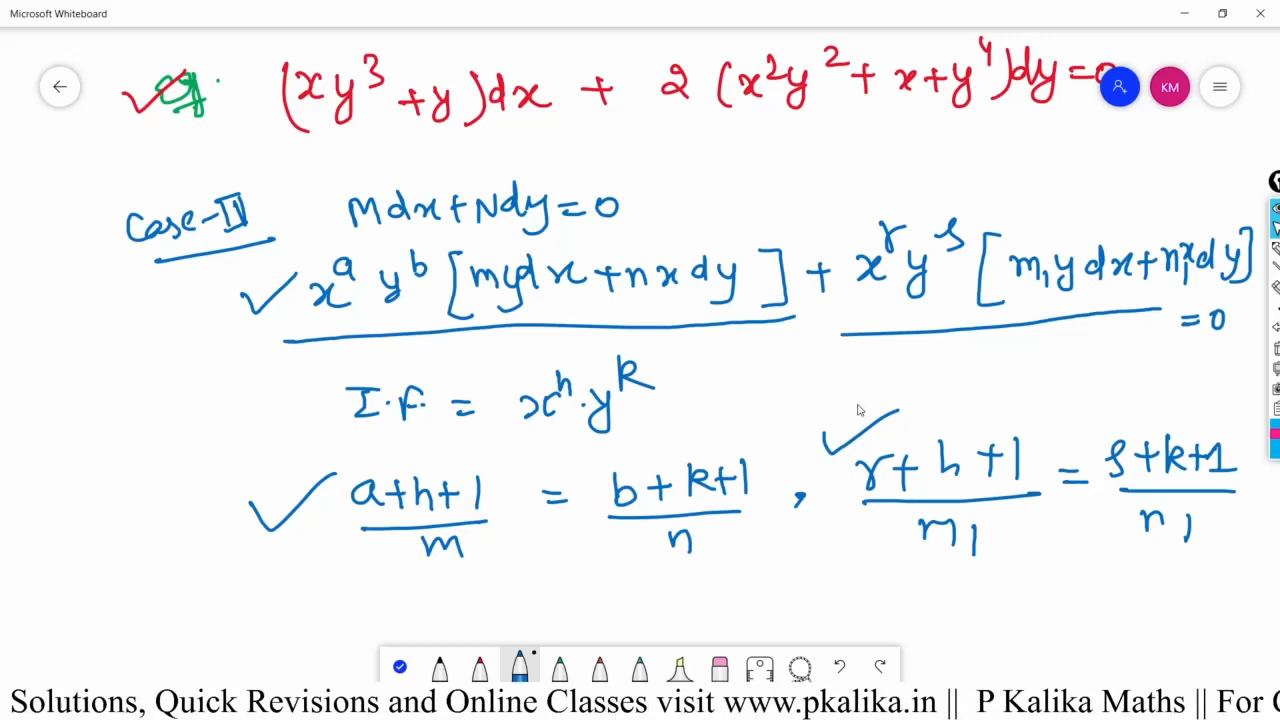 Microsoft Whiteboard
eg. (xy³ + y)dx + 2 (x²y² + x + y⁴)dy = 0
KM
Case-IV Mdx + Ndy = 0
xᵃ yᵇ [mydx + nxdy] + xʳ yˢ [m₁ydx + n₁xdy]
= 0
I.F. = xʰ · yᵏ
(a+h+1)/m = (b+k+1)/n , (r+h+1)/m₁ = (s+k+1)/n₁
Solutions, Quick Revisions and Online Classes visit www.pkalika.in || P Kalika Maths || For